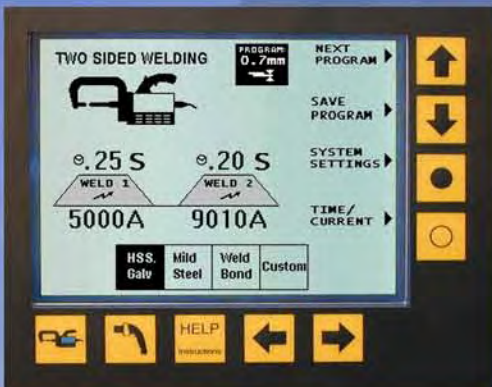 TWO SIDED WELDING
PROGRAM:
0.7mm
NEXT
PROGRAM
SAVE
PROGRAM
SYSTEM
SETTINGS
TIME/
CURRENT
.25 S
.20 S
WELD 1
WELD 2
5000A
9010A
HSS. Galv
Mild Steel
Weld Bond
Custom
HELP
Instructions